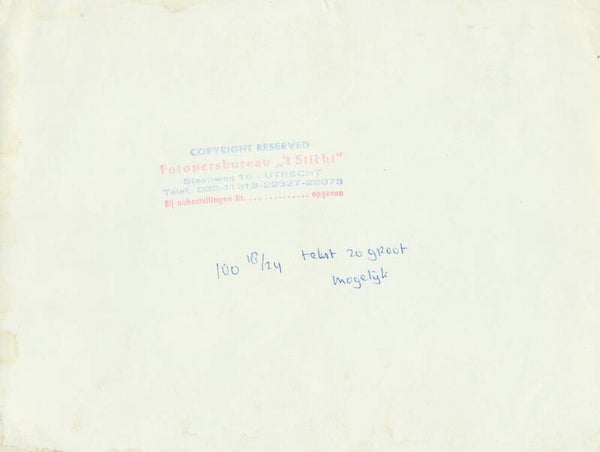 COPYRIGHT RESERVED
Fotopersbureau „'t Sticht"
Steenweg 15 - UTRECHT
Telef. 030-11313-22327-22073
Bij nabestellingen Nr. ... .......... opgeven
100 18/24 tekst zo groot
mogelijk